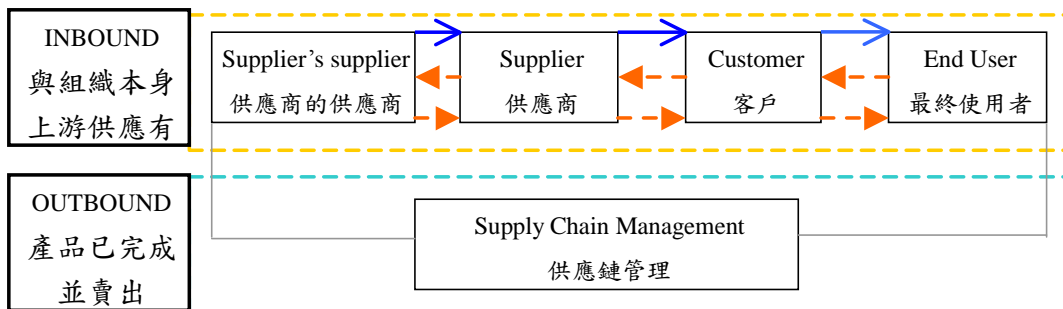 INBOUND
與組織本身
上游供應有
Supplier’s supplier
供應商的供應商
Supplier
供應商
Customer
客戶
End User
最終使用者
OUTBOUND
產品已完成
並賣出
Supply Chain Management
供應鏈管理